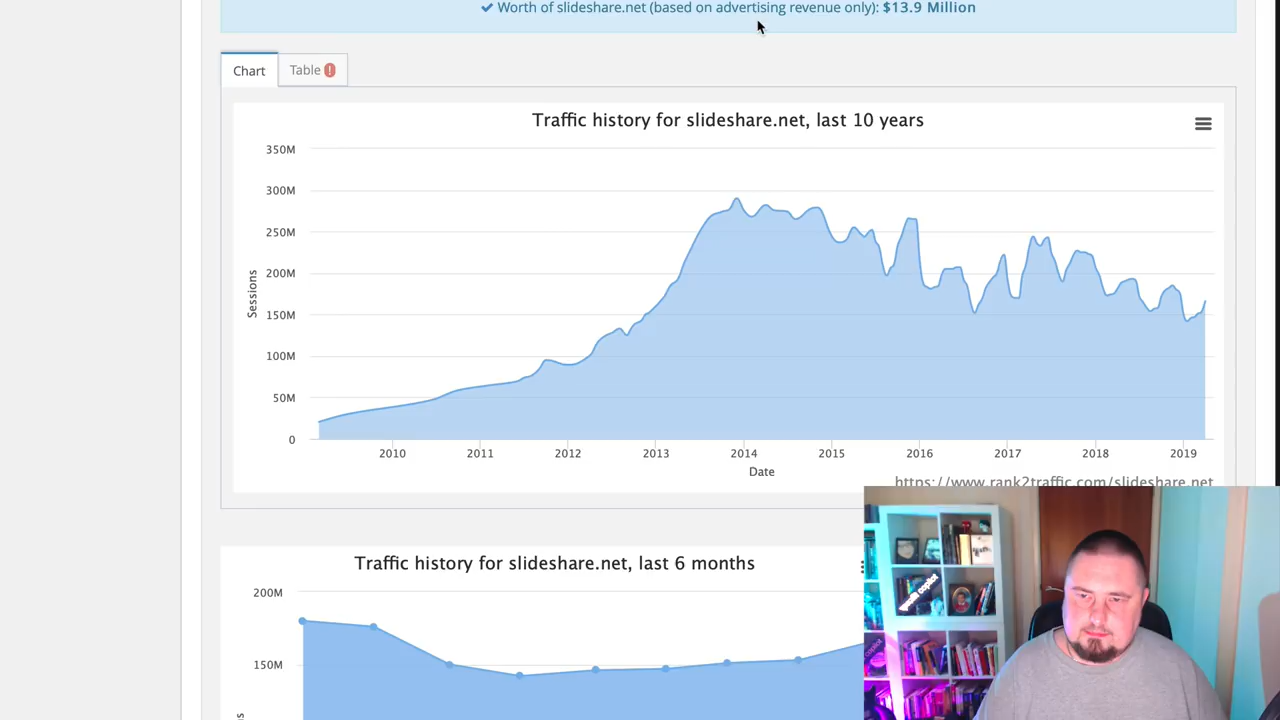 Worth of slideshare.net (based on advertising revenue only): $13.9 Million
Chart
Table
Traffic history for slideshare.net, last 10 years
350M
300M
250M
200M
150M
100M
50M
0
Sessions
2010 2011 2012 2013 2014 2015 2016 2017 2018 2019
Date
https://www.rank2traffic.com/slideshare.net
Traffic history for slideshare.net, last 6 months
200M
150M